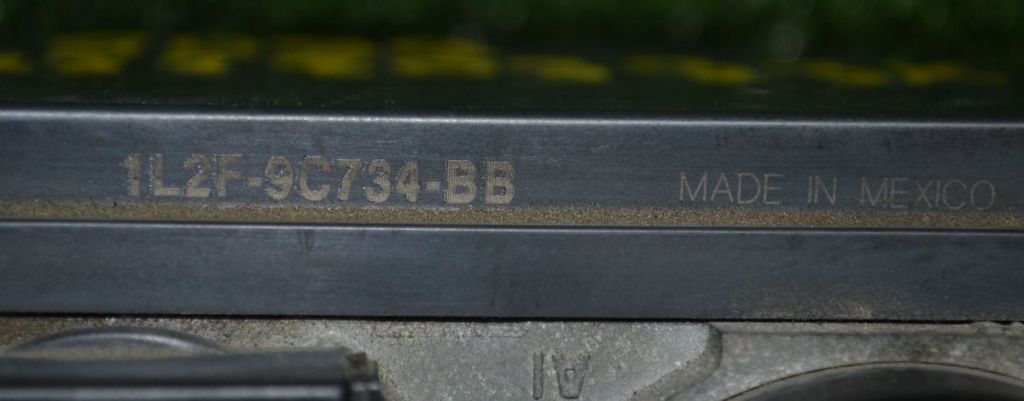 1L2F-9C734-BB MADE IN MEXICO